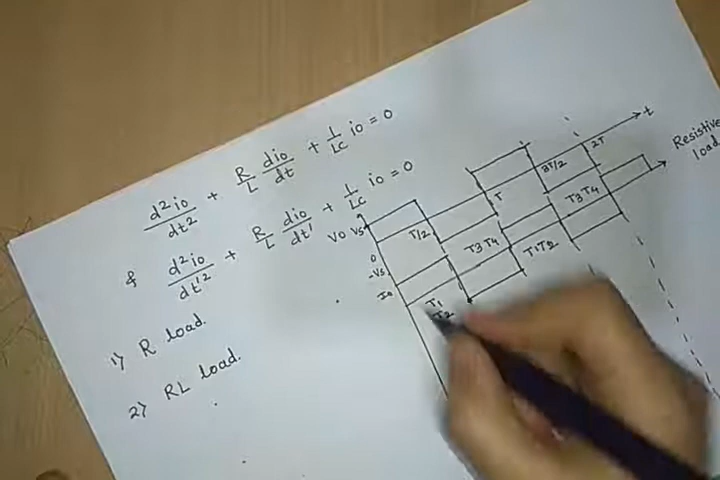 d²io/dt² + R/L dio/dt + 1/LC io = 0
& d²io/dt'² + R/L dio/dt' + 1/LC io = 0
1) R load.
2) RL load.
t
Resistive load
Vo Vs
T/2
T
3T/2
2T
0
-Vs
Io
T1 T2
T3 T4
T1 T2
T3 T4